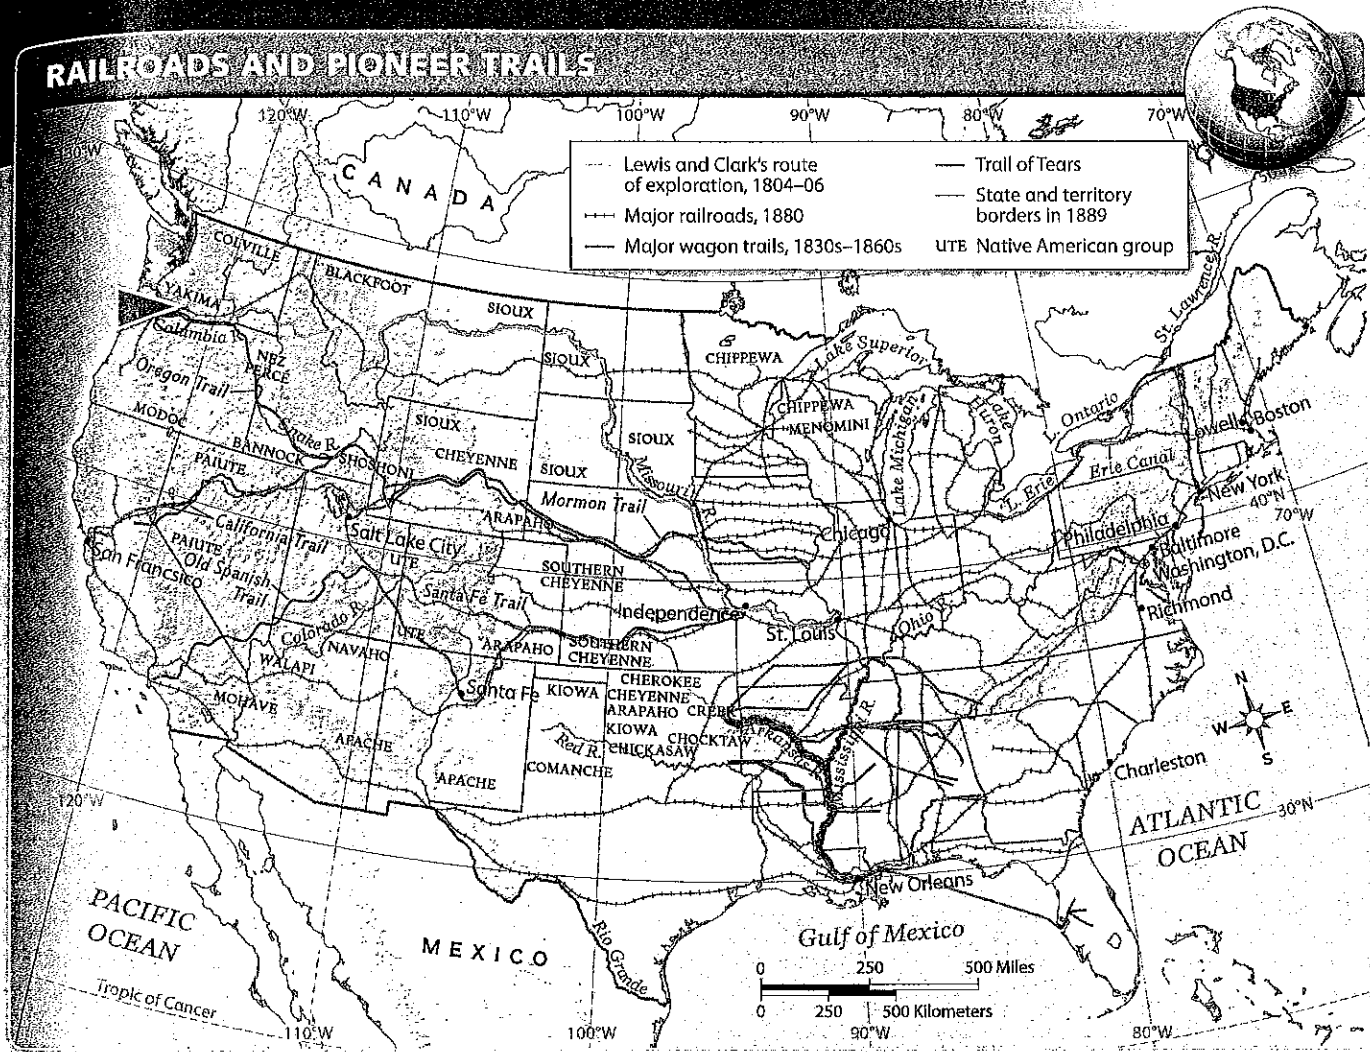 RAILROADS AND PIONEER TRAILS
120°W
110°W
100°W
90°W
80°W
70°W
CANADA
Lewis and Clark's route
of exploration, 1804–06
Major railroads, 1880
Major wagon trails, 1830s–1860s
Trail of Tears
State and territory
borders in 1889
UTE Native American group
COLVILLE
BLACKFOOT
YAKIMA
SIOUX
St. Lawrence R.
Columbia
NEZ
PERCÉ
SIOUX
CHIPPEWA
Lake Superior
Oregon Trail
MODOC
SIOUX
CHIPPEWA
MENOMINI
Lake Michigan
Lake
Huron
L. Ontario
Lowell
Boston
Snake R.
BANNOCK
SHOSHONI
CHEYENNE
SIOUX
SIOUX
Missouri R.
L. Erie
Erie Canal
PAIUTE
Mormon Trail
New York
40°N
70°W
ARAPAHO
California Trail
Salt Lake City
Chicago
Philadelphia
Baltimore
Washington, D.C.
San Francsico
PAIUTE
Old Spanish
Trail
UTE
SOUTHERN
CHEYENNE
Santa Fe Trail
Independence
St. Louis
Ohio
Richmond
Colorado R.
UTE
ARAPAHO
SOUTHERN
CHEYENNE
NAVAHO
WALAPI
CHEROKEE
Santa Fe
KIOWA
CHEYENNE
ARAPAHO
CREEK
MOHAVE
KIOWA
CHOCKTAW
Arkansas
Mississippi R.
N
W
E
S
APACHE
Red R.
CHICKASAW
COMANCHE
APACHE
Charleston
120°W
ATLANTIC
OCEAN
30°N
New Orleans
PACIFIC
OCEAN
MEXICO
Rio Grande
Gulf of Mexico
0 250 500 Miles
0 250 500 Kilometers
Tropic of Cancer
110°W
100°W
90°W
80°W